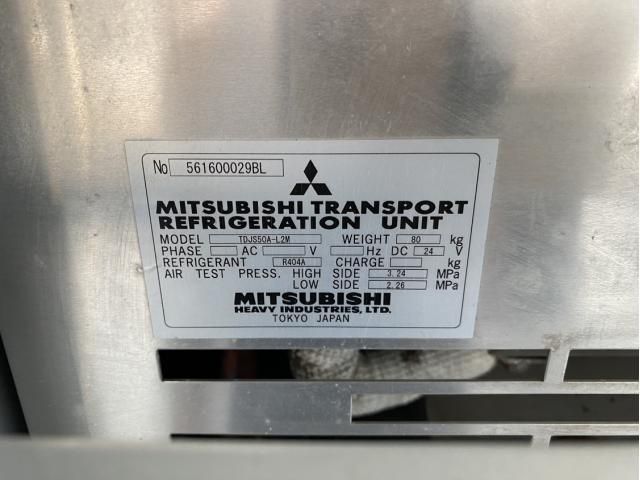 No 561600029BL
MITSUBISHI TRANSPORT
REFRIGERATION UNIT
MODEL TDJS50A-L2M WEIGHT 80 kg
PHASE AC V Hz DC 24 V
REFRIGERANT R404A CHARGE kg
AIR TEST PRESS. HIGH SIDE 3.24 MPa
LOW SIDE 2.26 MPa
MITSUBISHI
HEAVY INDUSTRIES, LTD.
TOKYO JAPAN